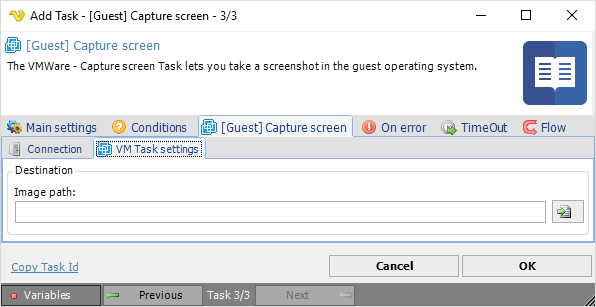 Add Task - [Guest] Capture screen - 3/3
[Guest] Capture screen
The VMWare - Capture screen Task lets you take a screenshot in the guest operating system.
Main settings Conditions [Guest] Capture screen On error TimeOut Flow
Connection VM Task settings
Destination
Image path:
Copy Task Id Cancel OK
Variables Previous Task 3/3 Next